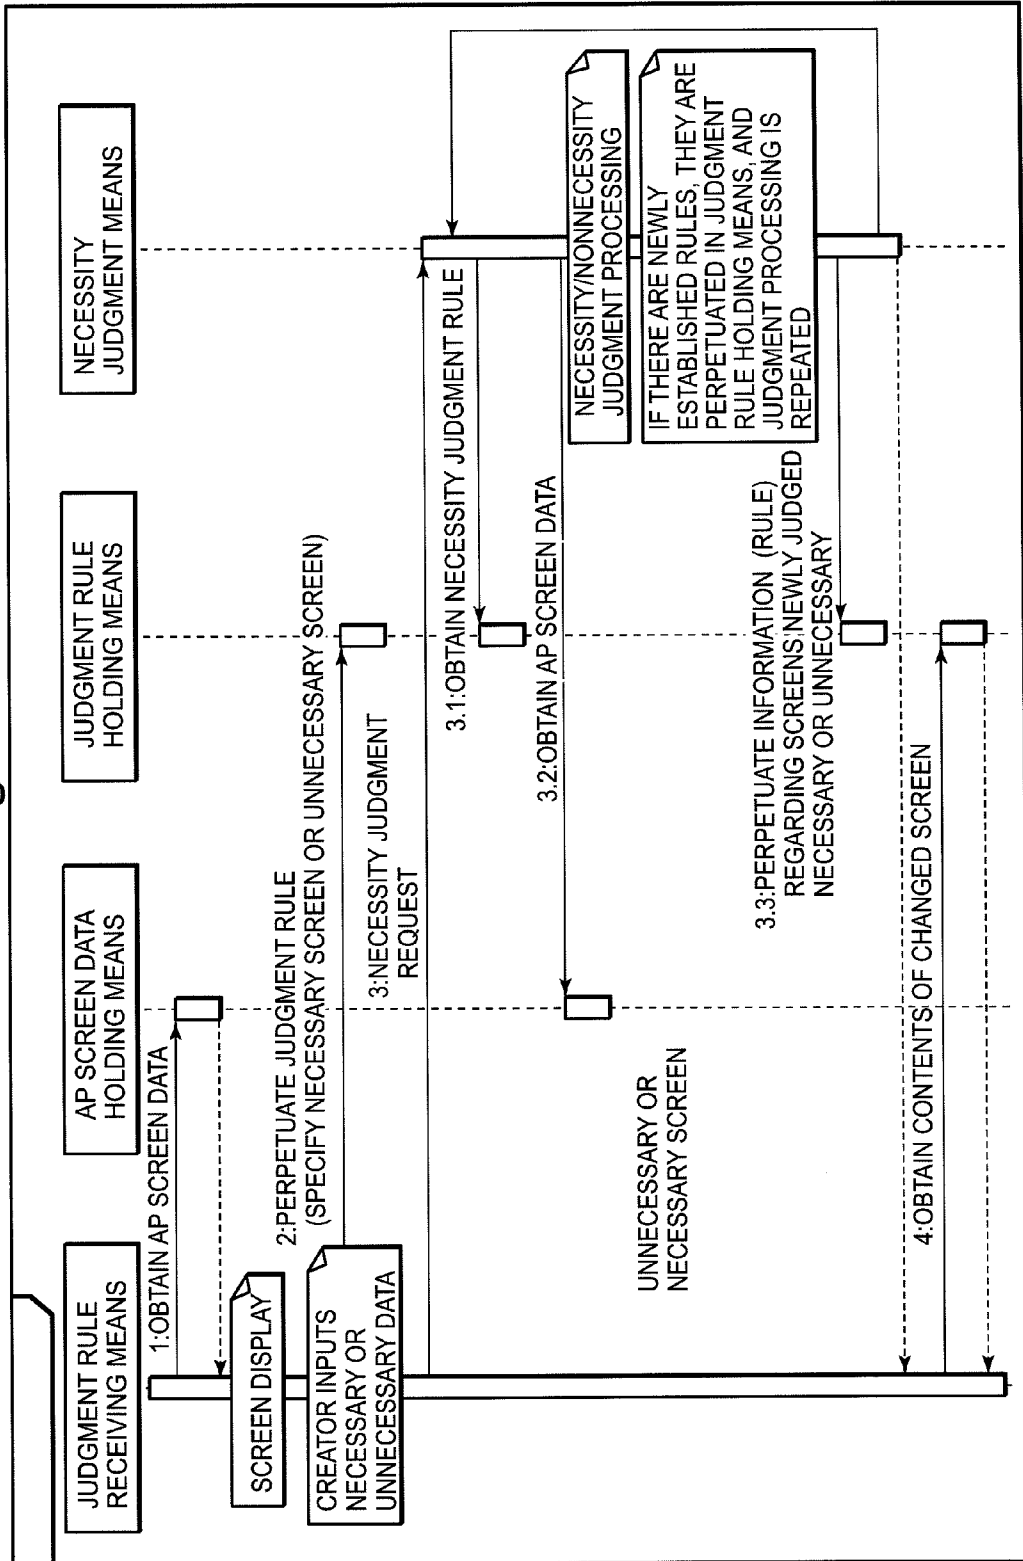 JUDGMENT RULE
RECEIVING MEANS
AP SCREEN DATA
HOLDING MEANS
JUDGMENT RULE
HOLDING MEANS
NECESSITY
JUDGMENT MEANS
1:OBTAIN AP SCREEN DATA
SCREEN DISPLAY
2:PERPETUATE JUDGMENT RULE
(SPECIFY NECESSARY SCREEN OR UNNECESSARY SCREEN)
CREATOR INPUTS
NECESSARY OR
UNNECESSARY DATA
3:NECESSITY JUDGMENT
REQUEST
3.1:OBTAIN NECESSITY JUDGMENT RULE
3.2:OBTAIN AP SCREEN DATA
NECESSITY/NONNECESSITY
JUDGMENT PROCESSING
IF THERE ARE NEWLY
ESTABLISHED RULES, THEY ARE
PERPETUATED IN JUDGMENT
RULE HOLDING MEANS, AND
JUDGMENT PROCESSING IS
REPEATED
UNNECESSARY OR
NECESSARY SCREEN
3.3:PERPETUATE INFORMATION (RULE)
REGARDING SCREENS NEWLY JUDGED
NECESSARY OR UNNECESSARY
4:OBTAIN CONTENTS OF CHANGED SCREEN